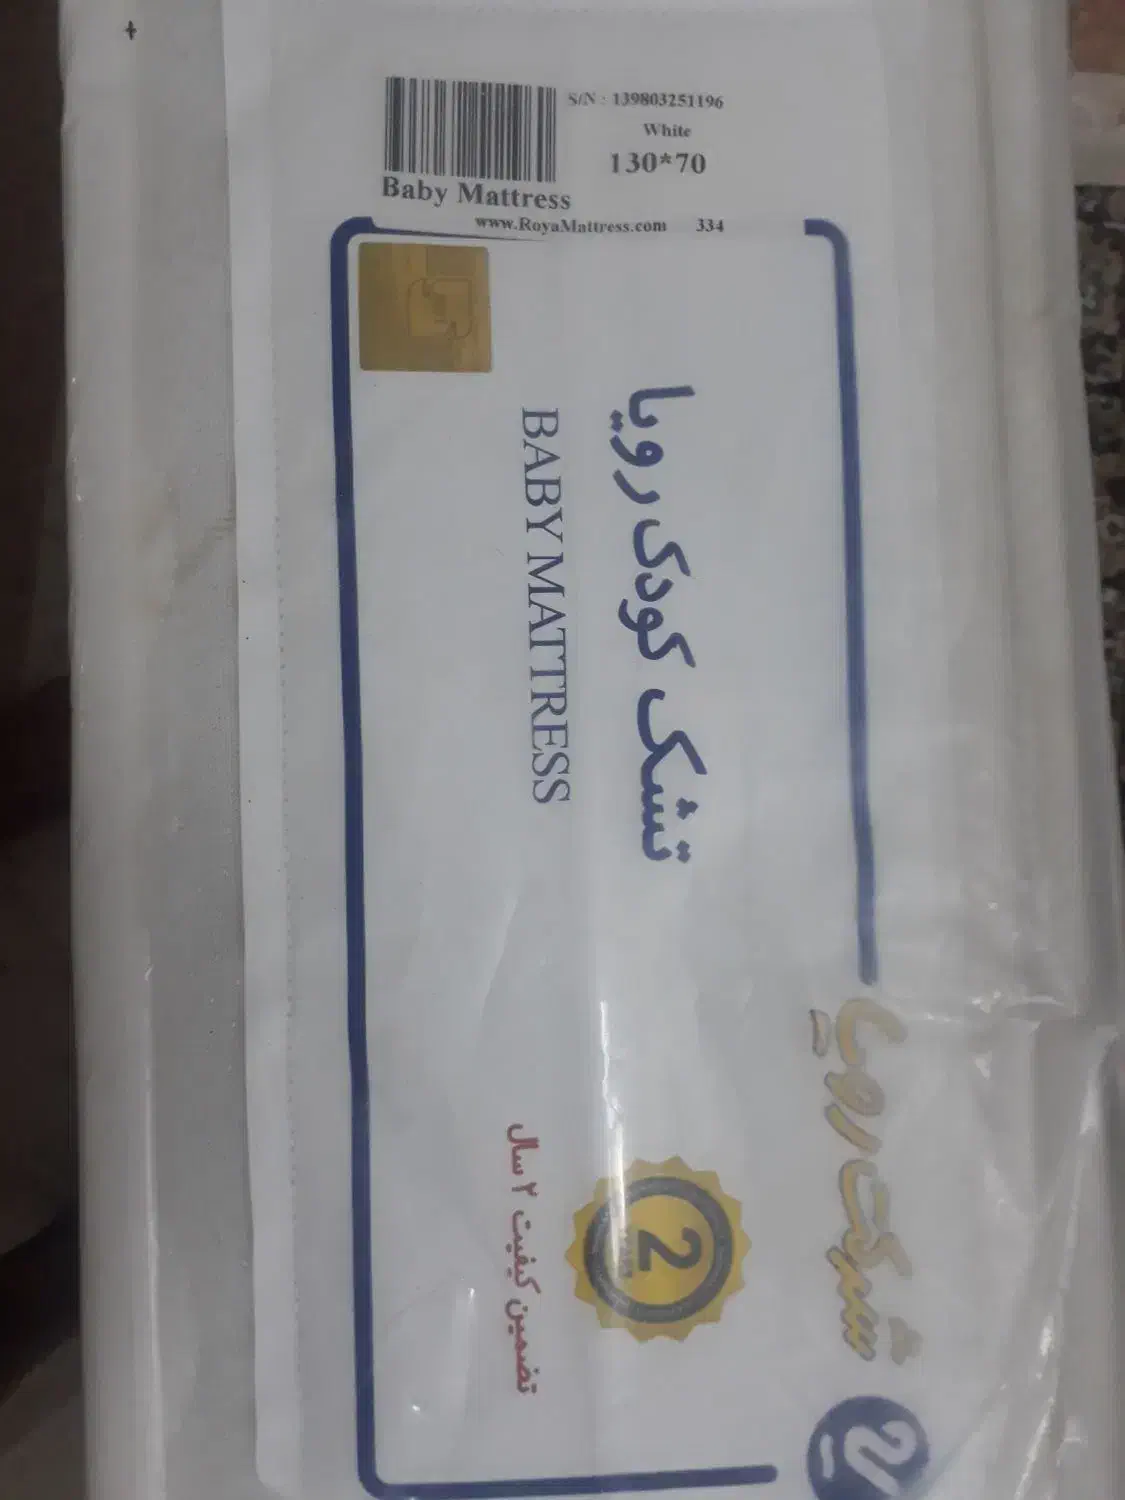 S/N : 139803251196
White
130*70
Baby Mattress
www.RoyaMattress.com 334
تشک کودک رویا
BABY MATTRESS
شرکت رویا
2
تضمین کیفیت ۲ سال